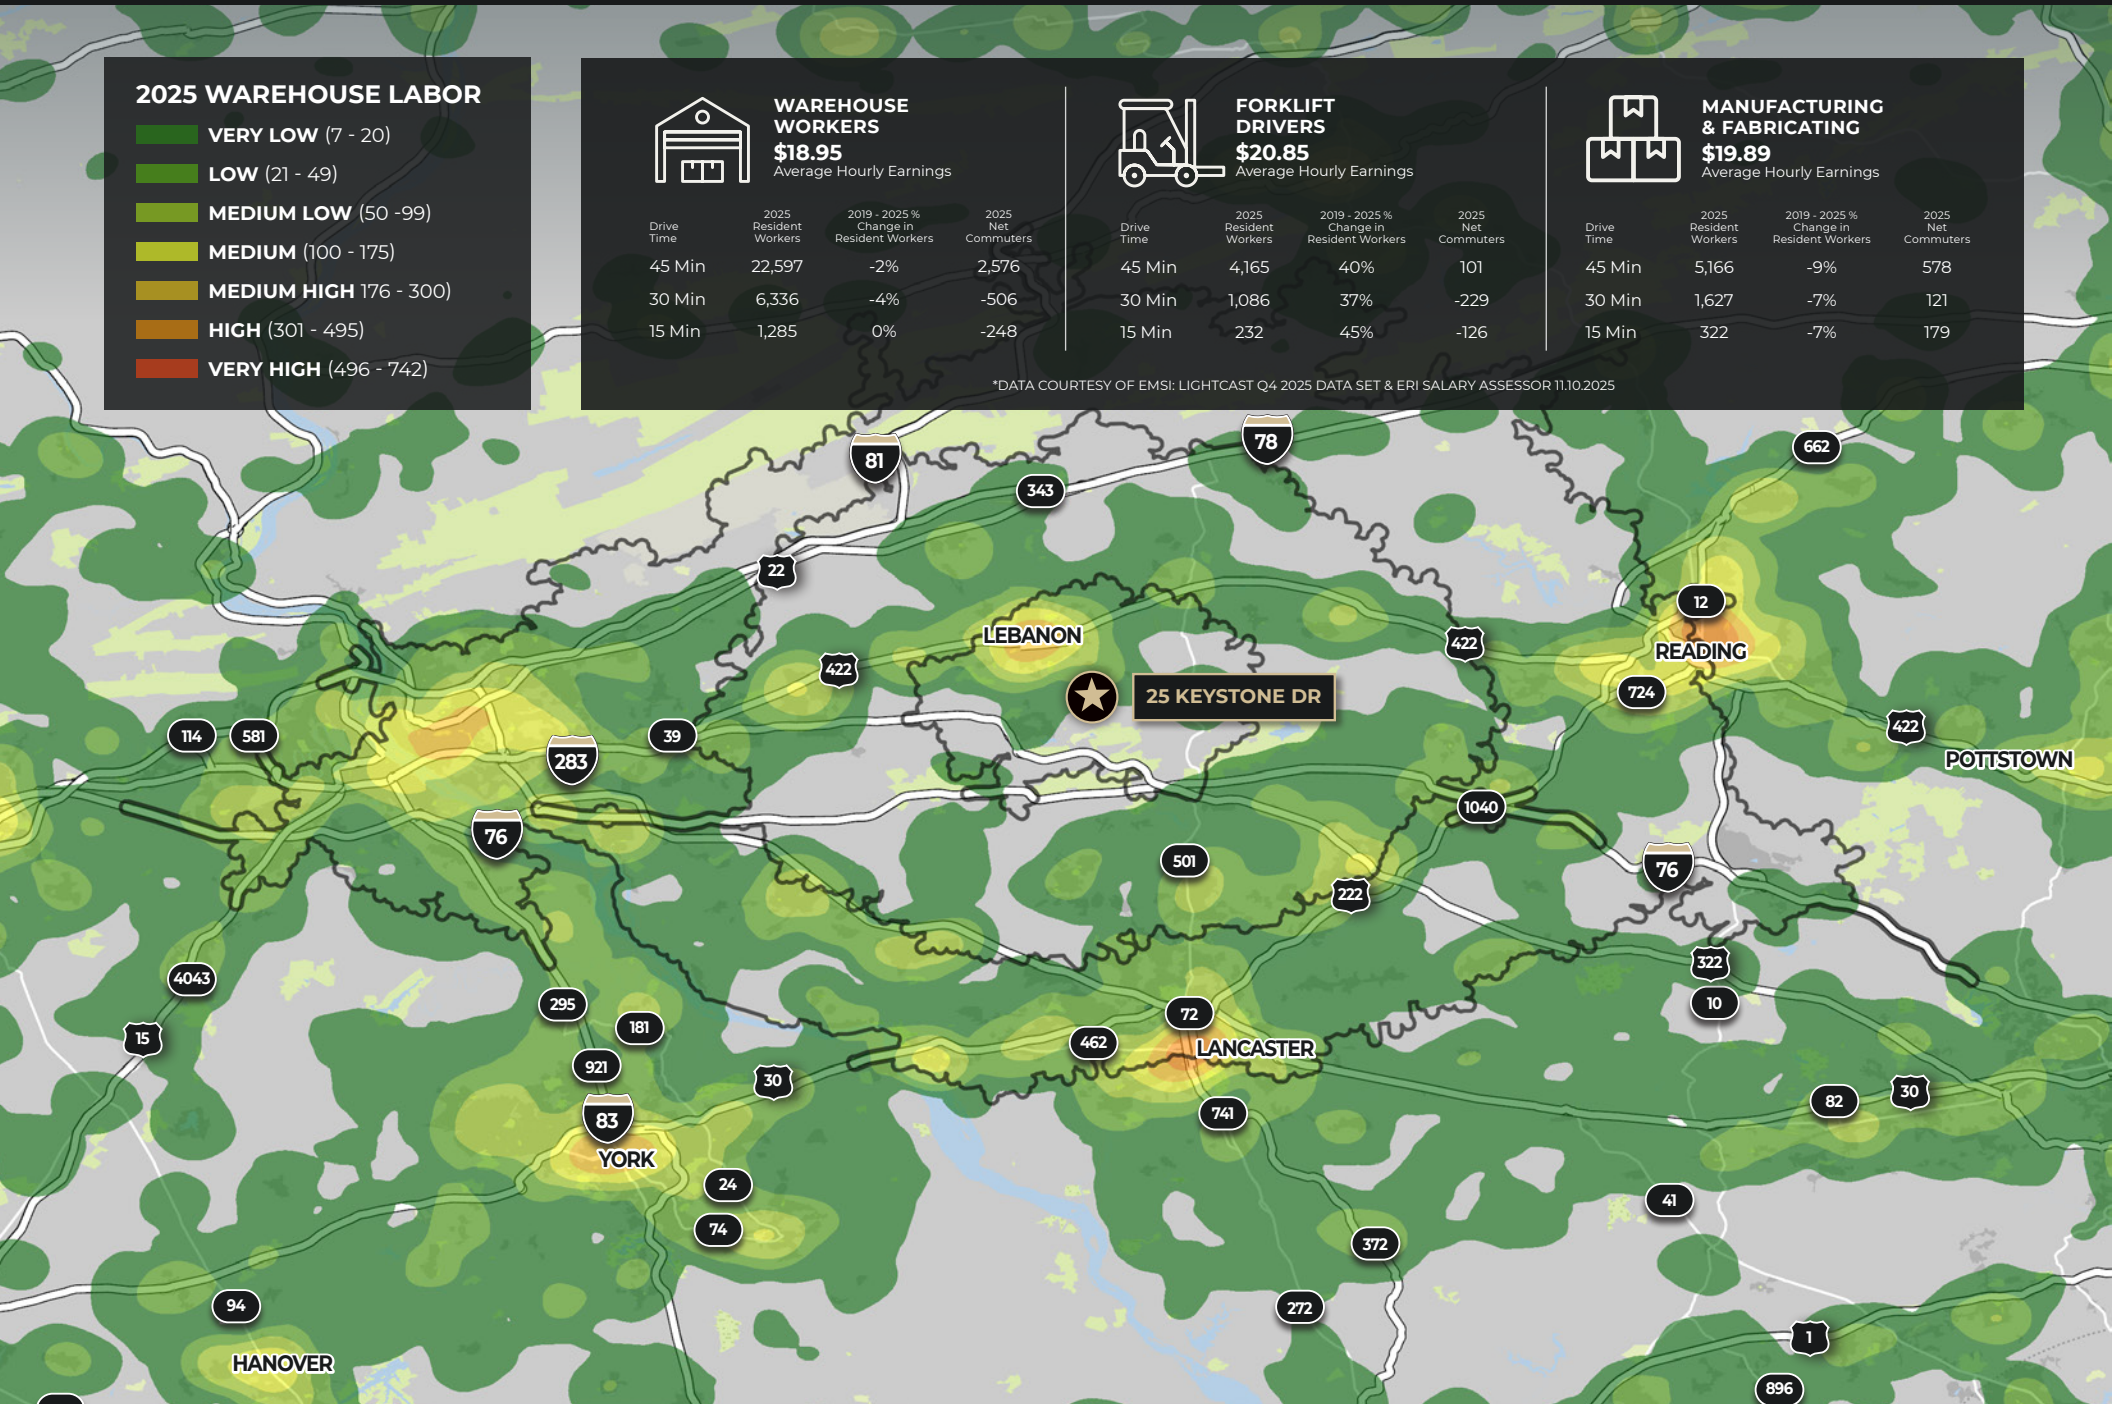 2025 WAREHOUSE LABOR
VERY LOW (7 - 20)
LOW (21 - 49)
MEDIUM LOW (50 -99)
MEDIUM (100 - 175)
MEDIUM HIGH 176 - 300)
HIGH (301 - 495)
VERY HIGH (496 - 742)
WAREHOUSE
WORKERS
$18.95
Average Hourly Earnings
Drive Time 2025 Resident Workers 2019 - 2025 % Change in Resident Workers 2025 Net Commuters
45 Min 22,597 -2% 2,576
30 Min 6,336 -4% -506
15 Min 1,285 0% -248
FORKLIFT
DRIVERS
$20.85
Average Hourly Earnings
Drive Time 2025 Resident Workers 2019 - 2025 % Change in Resident Workers 2025 Net Commuters
45 Min 4,165 40% 101
30 Min 1,086 37% -229
15 Min 232 45% -126
MANUFACTURING
& FABRICATING
$19.89
Average Hourly Earnings
Drive Time 2025 Resident Workers 2019 - 2025 % Change in Resident Workers 2025 Net Commuters
45 Min 5,166 -9% 578
30 Min 1,627 -7% 121
15 Min 322 -7% 179
*DATA COURTESY OF EMSI: LIGHTCAST Q4 2025 DATA SET & ERI SALARY ASSESSOR 11.10.2025
78
662
81
343
22
12
LEBANON
422
READING
422
724
25 KEYSTONE DR
422
114
581
39
POTTSTOWN
283
1040
76
501
76
222
322
4043
10
295
72
181
15
462
LANCASTER
921
30
30
82
741
83
YORK
24
41
74
372
94
272
1
HANOVER
896